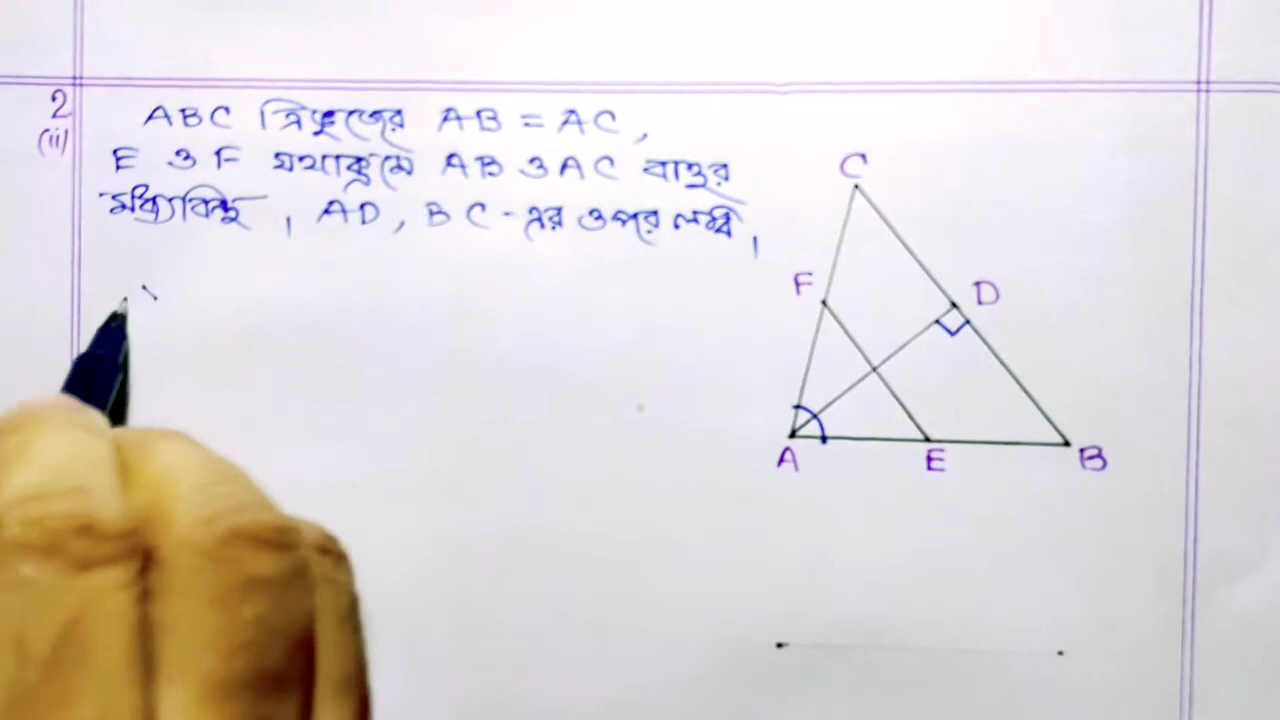 2
(ii)
ABC ত্রিভুজের AB = AC,
E ও F যথাক্রমে AB ও AC বাহুর
মধ্যবিন্দু, AD, BC-এর ওপরে লম্ব,
C
F
D
A
E
B